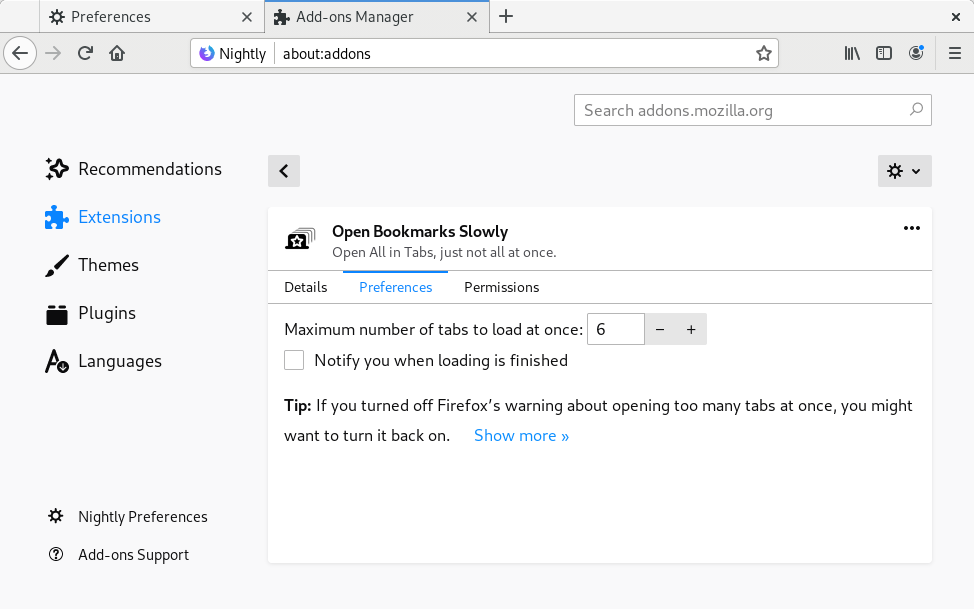 Preferences
Add-ons Manager
Nightly
about:addons
Search addons.mozilla.org
Recommendations
Extensions
Themes
Plugins
Languages
Nightly Preferences
Add-ons Support
Open Bookmarks Slowly
Open All in Tabs, just not all at once.
Details Preferences Permissions
Maximum number of tabs to load at once: 6 − +
Notify you when loading is finished
Tip: If you turned off Firefox’s warning about opening too many tabs at once, you might
want to turn it back on. Show more »